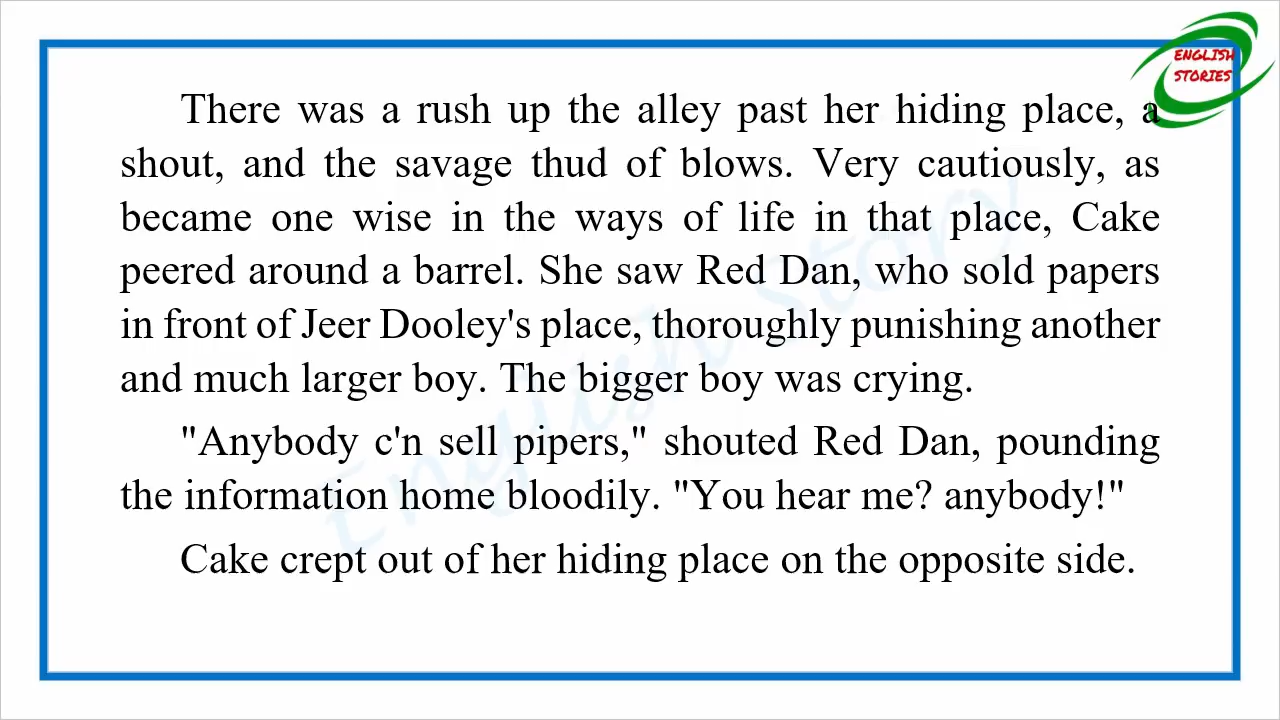 ENGLISH
STORIES
There was a rush up the alley past her hiding place, a
shout, and the savage thud of blows. Very cautiously, as
became one wise in the ways of life in that place, Cake
peered around a barrel. She saw Red Dan, who sold papers
in front of Jeer Dooley's place, thoroughly punishing another
and much larger boy. The bigger boy was crying.
"Anybody c'n sell pipers," shouted Red Dan, pounding
the information home bloodily. "You hear me? anybody!"
Cake crept out of her hiding place on the opposite side.
English Story